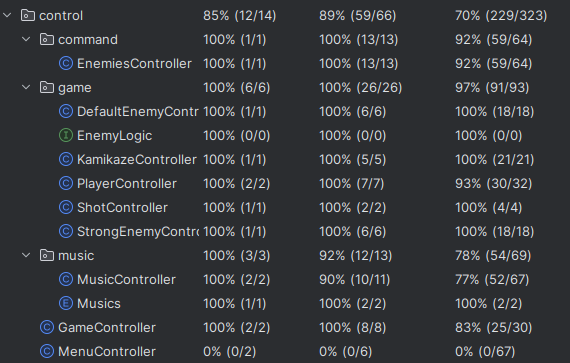 control 85% (12/14) 89% (59/66) 70% (229/323)
command 100% (1/1) 100% (13/13) 92% (59/64)
C EnemiesController 100% (1/1) 100% (13/13) 92% (59/64)
game 100% (6/6) 100% (26/26) 97% (91/93)
C DefaultEnemyContr 100% (1/1) 100% (6/6) 100% (18/18)
I EnemyLogic 100% (0/0) 100% (0/0) 100% (0/0)
C KamikazeController 100% (1/1) 100% (5/5) 100% (21/21)
C PlayerController 100% (2/2) 100% (7/7) 93% (30/32)
C ShotController 100% (1/1) 100% (2/2) 100% (4/4)
C StrongEnemyContro 100% (1/1) 100% (6/6) 100% (18/18)
music 100% (3/3) 92% (12/13) 78% (54/69)
C MusicController 100% (2/2) 90% (10/11) 77% (52/67)
E Musics 100% (1/1) 100% (2/2) 100% (2/2)
C GameController 100% (2/2) 100% (8/8) 83% (25/30)
C MenuController 0% (0/2) 0% (0/6) 0% (0/67)